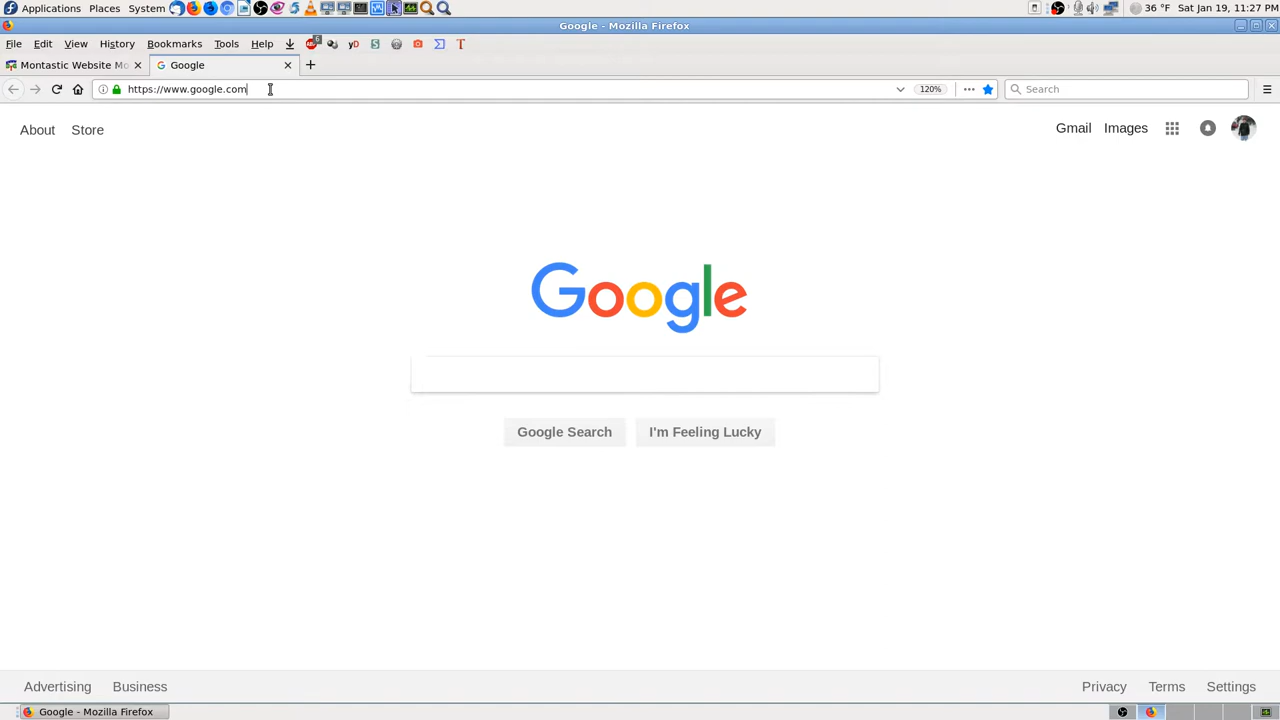 Applications Places System 36 °F Sat Jan 19, 11:27 PM
Google - Mozilla Firefox
File Edit View History Bookmarks Tools Help 6 yD S T
Montastic Website Mo Google
https://www.google.com 120% Search
About Store Gmail Images
Google
Google Search I'm Feeling Lucky
Advertising Business Privacy Terms Settings
Google - Mozilla Firefox